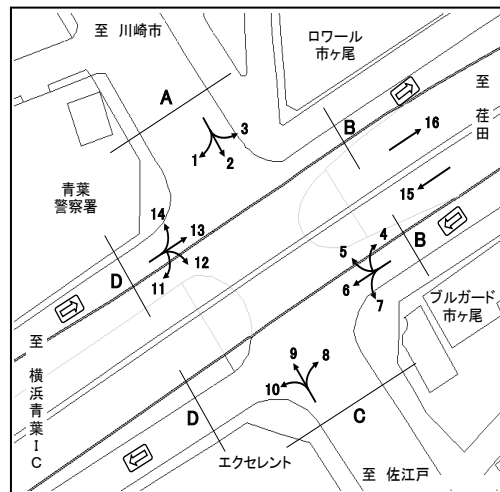 至 川崎市
ロワール
市ヶ尾
至 荏田
A
B
3
1
2
16
15
青葉
警察署
14
13
12
11
D
4
5
6
7
B
ブルガード
市ヶ尾
至 横浜青葉IC
9
8
10
D
C
エクセレント
至 佐江戸